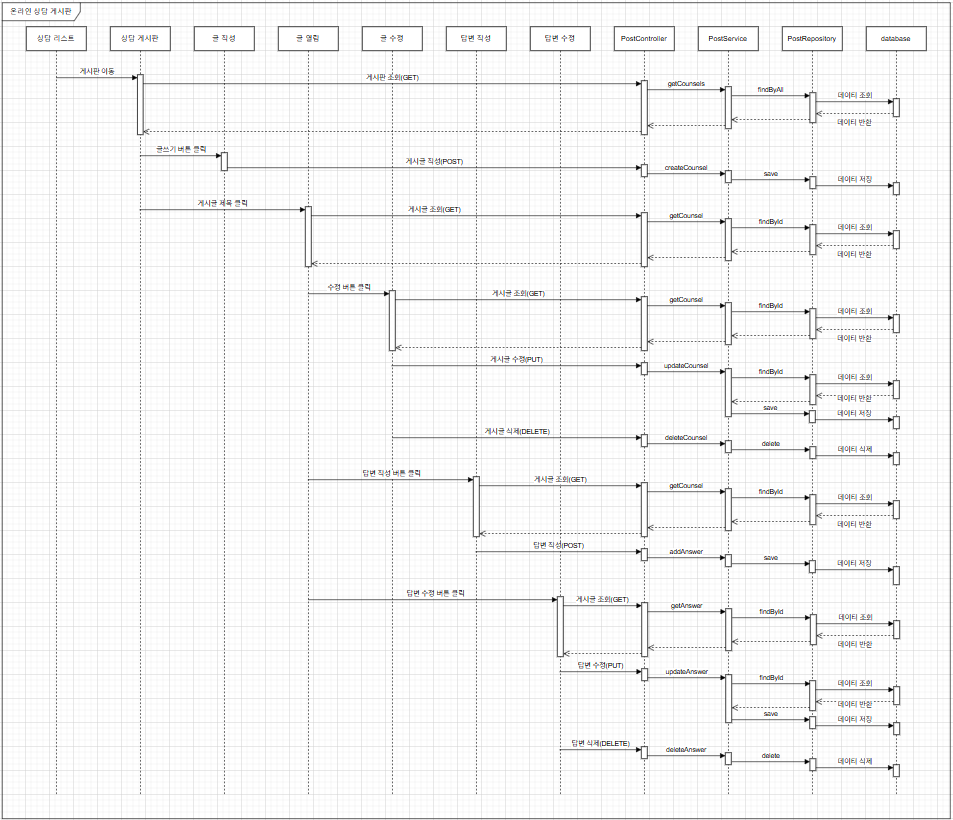 온라인 상담 게시판
상담 리스트
상담 게시판
글 작성
글 열람
글 수정
답변 작성
답변 수정
PostController
PostService
PostRepository
database
게시판 이동
게시판 조회(GET)
getCounsels
findByAll
데이터 조회
데이터 반환
글쓰기 버튼 클릭
게시글 작성(POST)
createCounsel
save
데이터 저장
게시글 제목 클릭
게시글 조회(GET)
getCounsel
findById
데이터 조회
데이터 반환
수정 버튼 클릭
게시글 조회(GET)
getCounsel
findById
데이터 조회
데이터 반환
게시글 수정(PUT)
updateCounsel
findById
데이터 조회
데이터 반환
save
데이터 저장
게시글 삭제(DELETE)
deleteCounsel
delete
데이터 삭제
답변 작성 버튼 클릭
게시글 조회(GET)
getCounsel
findById
데이터 조회
데이터 반환
답변 작성(POST)
addAnswer
save
데이터 저장
답변 수정 버튼 클릭
게시글 조회(GET)
getAnswer
findById
데이터 조회
데이터 반환
답변 수정(PUT)
updateAnswer
findById
데이터 조회
데이터 반환
save
데이터 저장
답변 삭제(DELETE)
deleteAnswer
delete
데이터 삭제